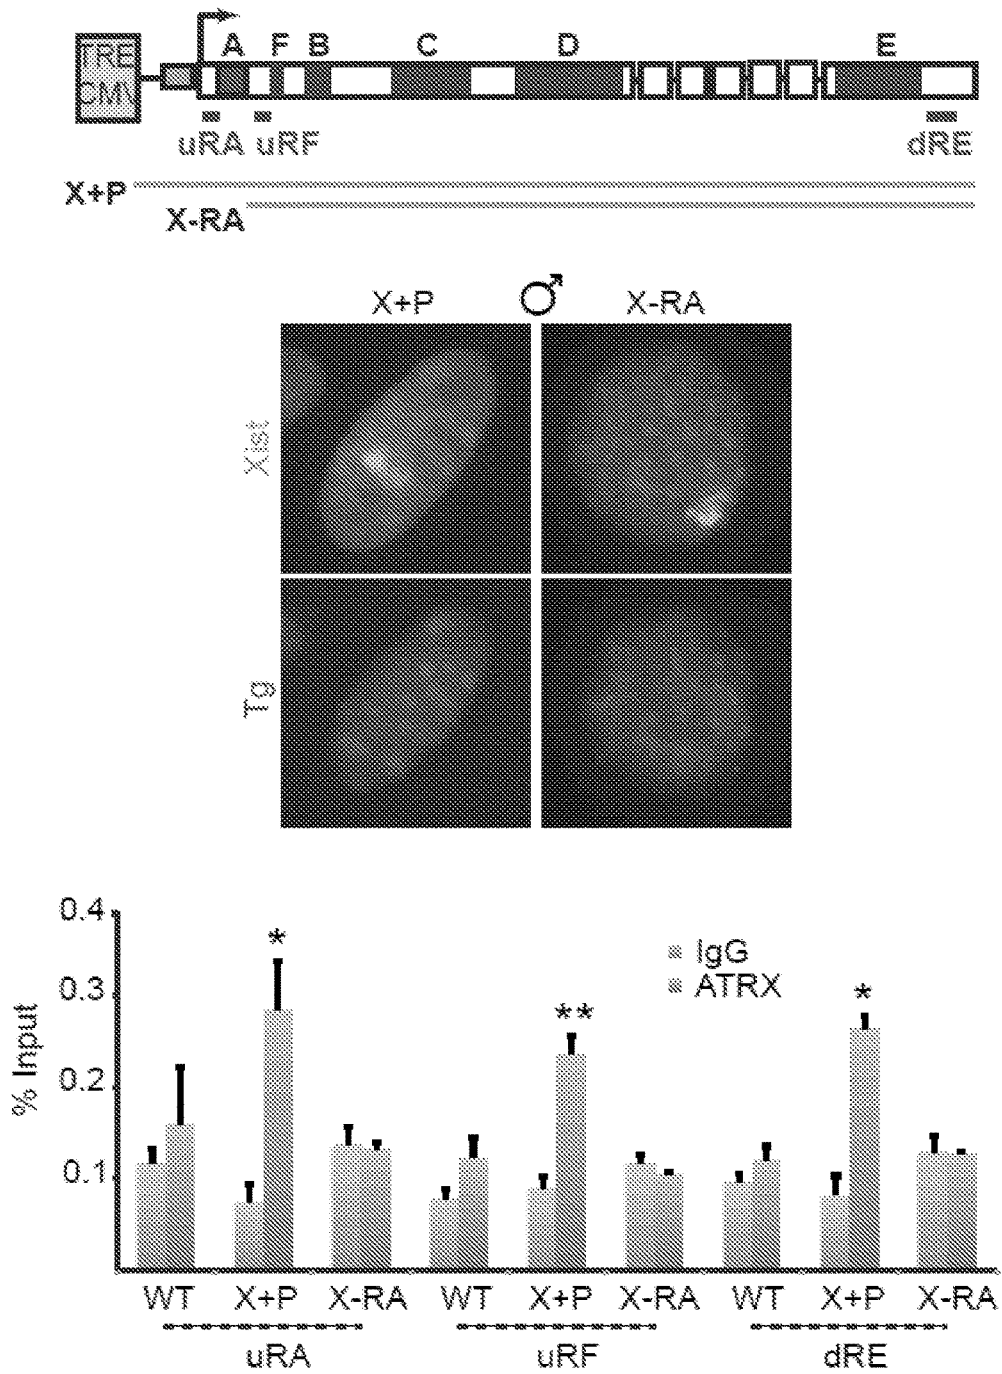 TRE
CMV
A F B C D E
uRA uRF dRE
X+P
X-RA
X+P ♂ X-RA
Xist
Tg
% Input
0.4
0.3
0.2
0.1
*
**
*
IgG
ATRX
WT X+P X-RA WT X+P X-RA WT X+P X-RA
uRA uRF dRE